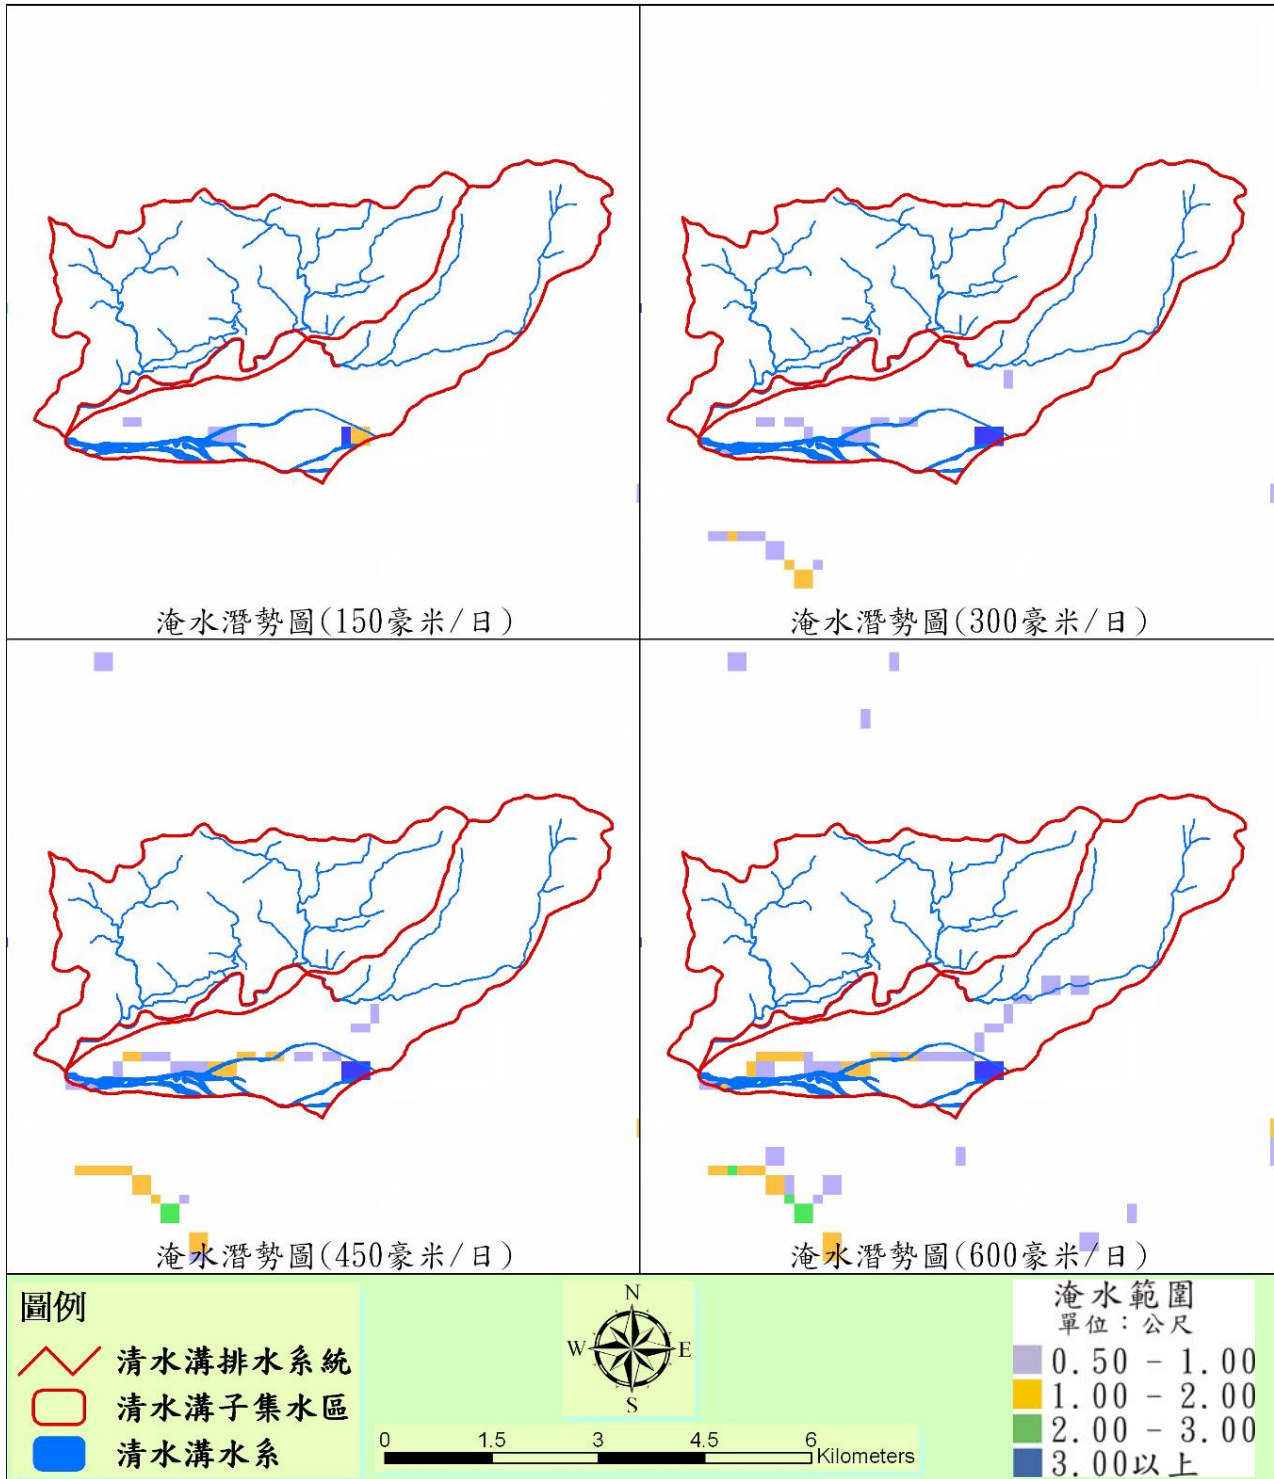 淹水潛勢圖(150豪米/日)
淹水潛勢圖(300豪米/日)
淹水潛勢圖(450豪米/日)
淹水潛勢圖(600豪米/日)
圖例
清水溝排水系統
清水溝子集水區
清水溝水系
N
W E
S
0 1.5 3 4.5 6
Kilometers
淹水範圍
單位：公尺
0.50 - 1.00
1.00 - 2.00
2.00 - 3.00
3.00以上